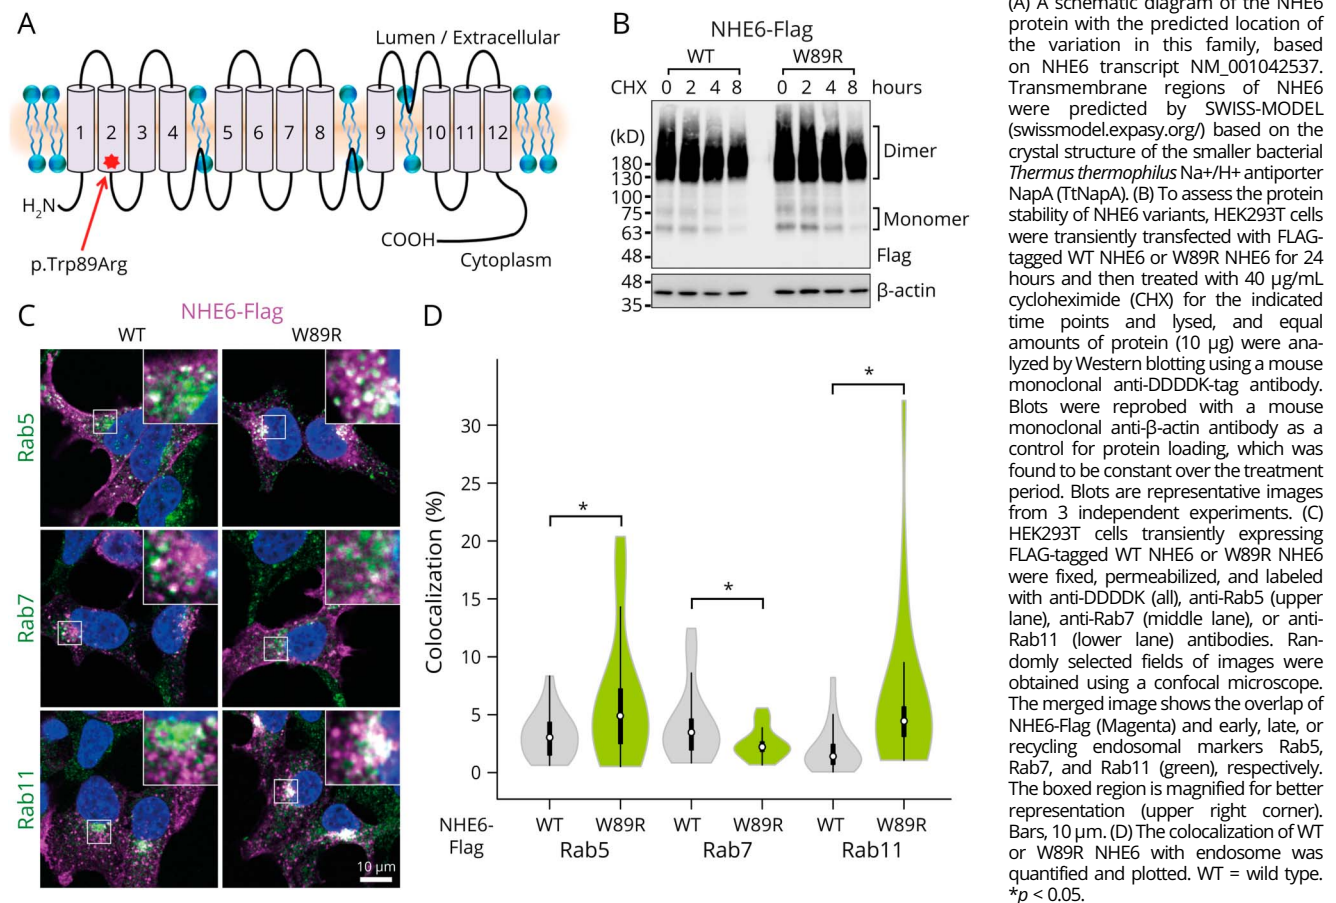 A
Lumen / Extracellular
1 2 3 4 5 6 7 8 9 10 11 12
H2N
COOH
Cytoplasm
p.Trp89Arg
B
NHE6-Flag
WT W89R
CHX 0 2 4 8 0 2 4 8 hours
(kD)
180
130
100
75
63
48
48
35
Dimer
Monomer
Flag
β-actin
C
NHE6-Flag
WT W89R
Rab5
Rab7
Rab11
10 μm
D
Colocalization (%)
30
25
20
15
10
5
0
* * *
NHE6-Flag
WT W89R WT W89R WT W89R
Rab5 Rab7 Rab11
(A) A schematic diagram of the NHE6
protein with the predicted location of
the variation in this family, based
on NHE6 transcript NM_001042537.
Transmembrane regions of NHE6
were predicted by SWISS-MODEL
(swissmodel.expasy.org/) based on the
crystal structure of the smaller bacterial
Thermus thermophilus Na+/H+ antiporter
NapA (TtNapA). (B) To assess the protein
stability of NHE6 variants, HEK293T cells
were transiently transfected with FLAG-
tagged WT NHE6 or W89R NHE6 for 24
hours and then treated with 40 μg/mL
cycloheximide (CHX) for the indicated
time points and lysed, and equal
amounts of protein (10 μg) were ana-
lyzed by Western blotting using a mouse
monoclonal anti-DDDDK-tag antibody.
Blots were reprobed with a mouse
monoclonal anti-β-actin antibody as a
control for protein loading, which was
found to be constant over the treatment
period. Blots are representative images
from 3 independent experiments. (C)
HEK293T cells transiently expressing
FLAG-tagged WT NHE6 or W89R NHE6
were fixed, permeabilized, and labeled
with anti-DDDDK (all), anti-Rab5 (upper
lane), anti-Rab7 (middle lane), or anti-
Rab11 (lower lane) antibodies. Ran-
domly selected fields of images were
obtained using a confocal microscope.
The merged image shows the overlap of
NHE6-Flag (Magenta) and early, late, or
recycling endosomal markers Rab5,
Rab7, and Rab11 (green), respectively.
The boxed region is magnified for better
representation (upper right corner).
Bars, 10 μm. (D) The colocalization of WT
or W89R NHE6 with endosome was
quantified and plotted. WT = wild type.
*p < 0.05.